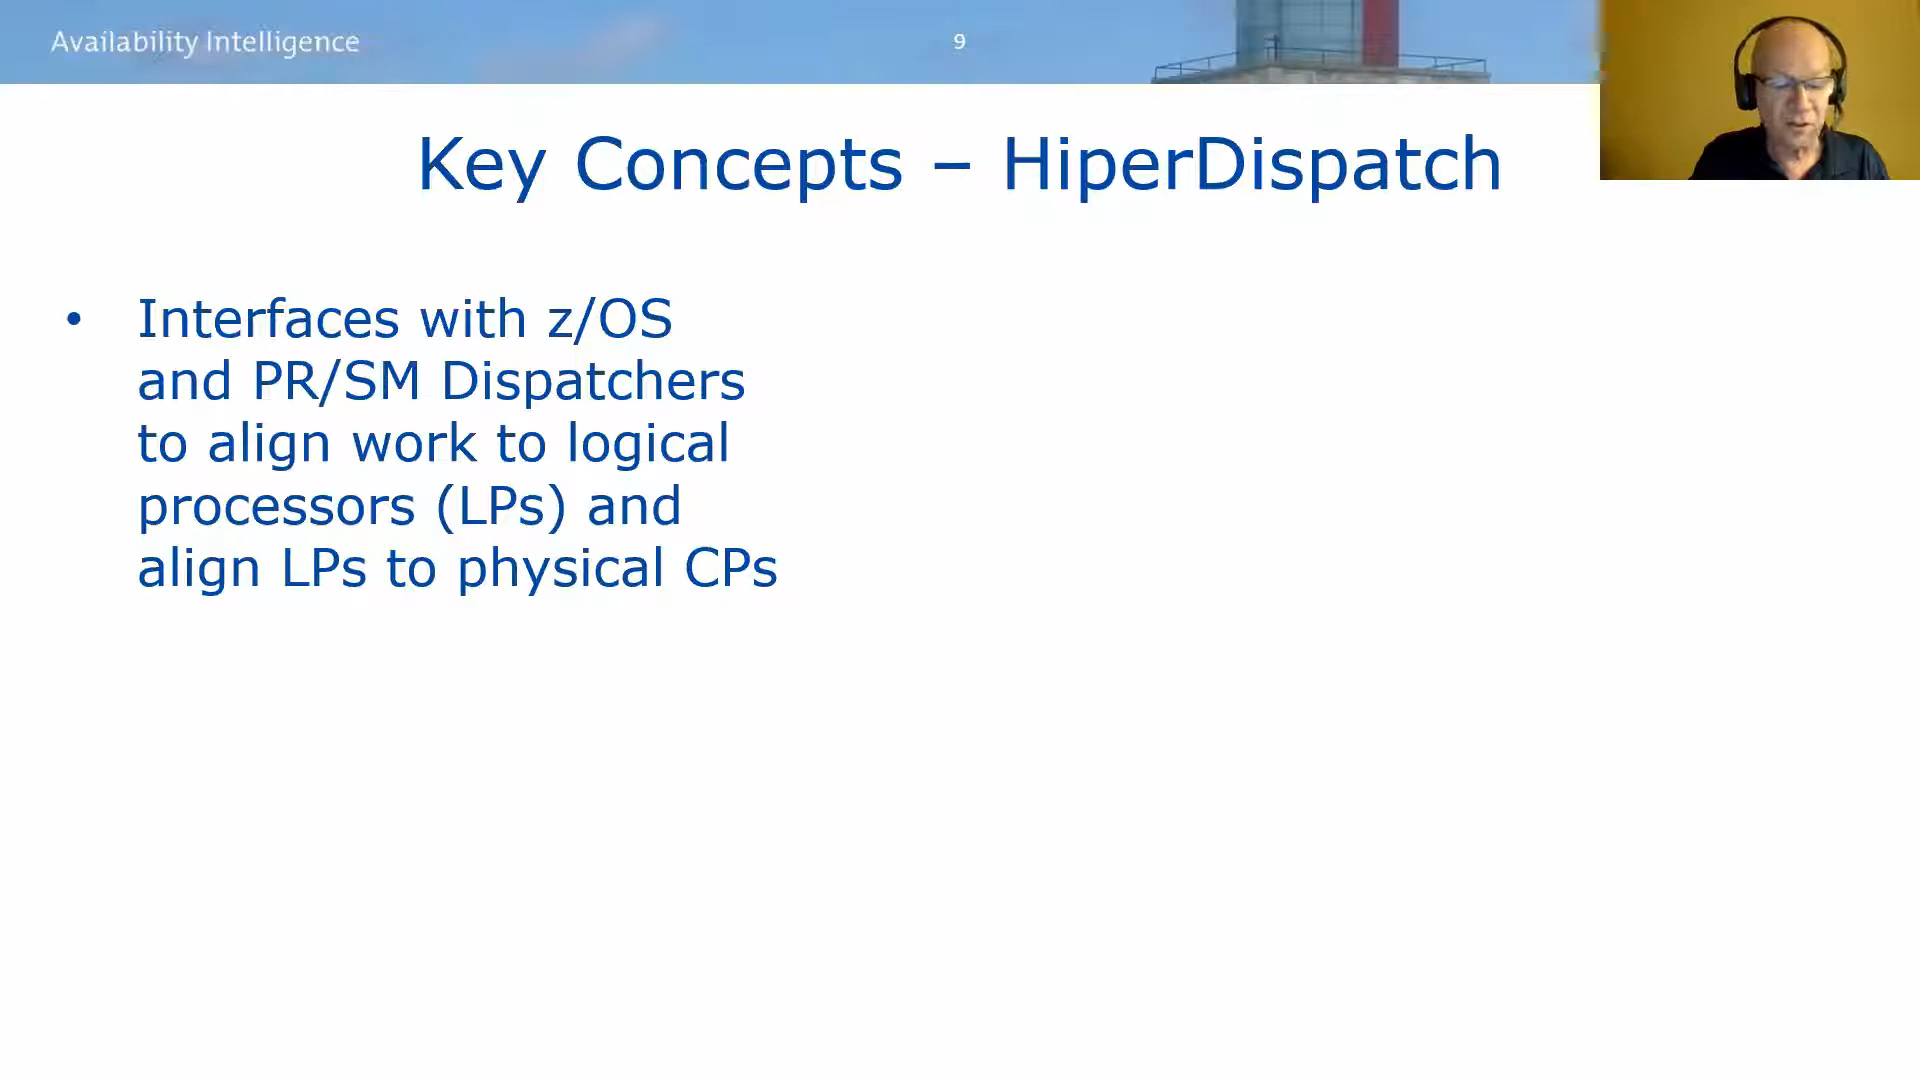 Availability Intelligence
9
Key Concepts – HiperDispatch
• Interfaces with z/OS
and PR/SM Dispatchers
to align work to logical
processors (LPs) and
align LPs to physical CPs